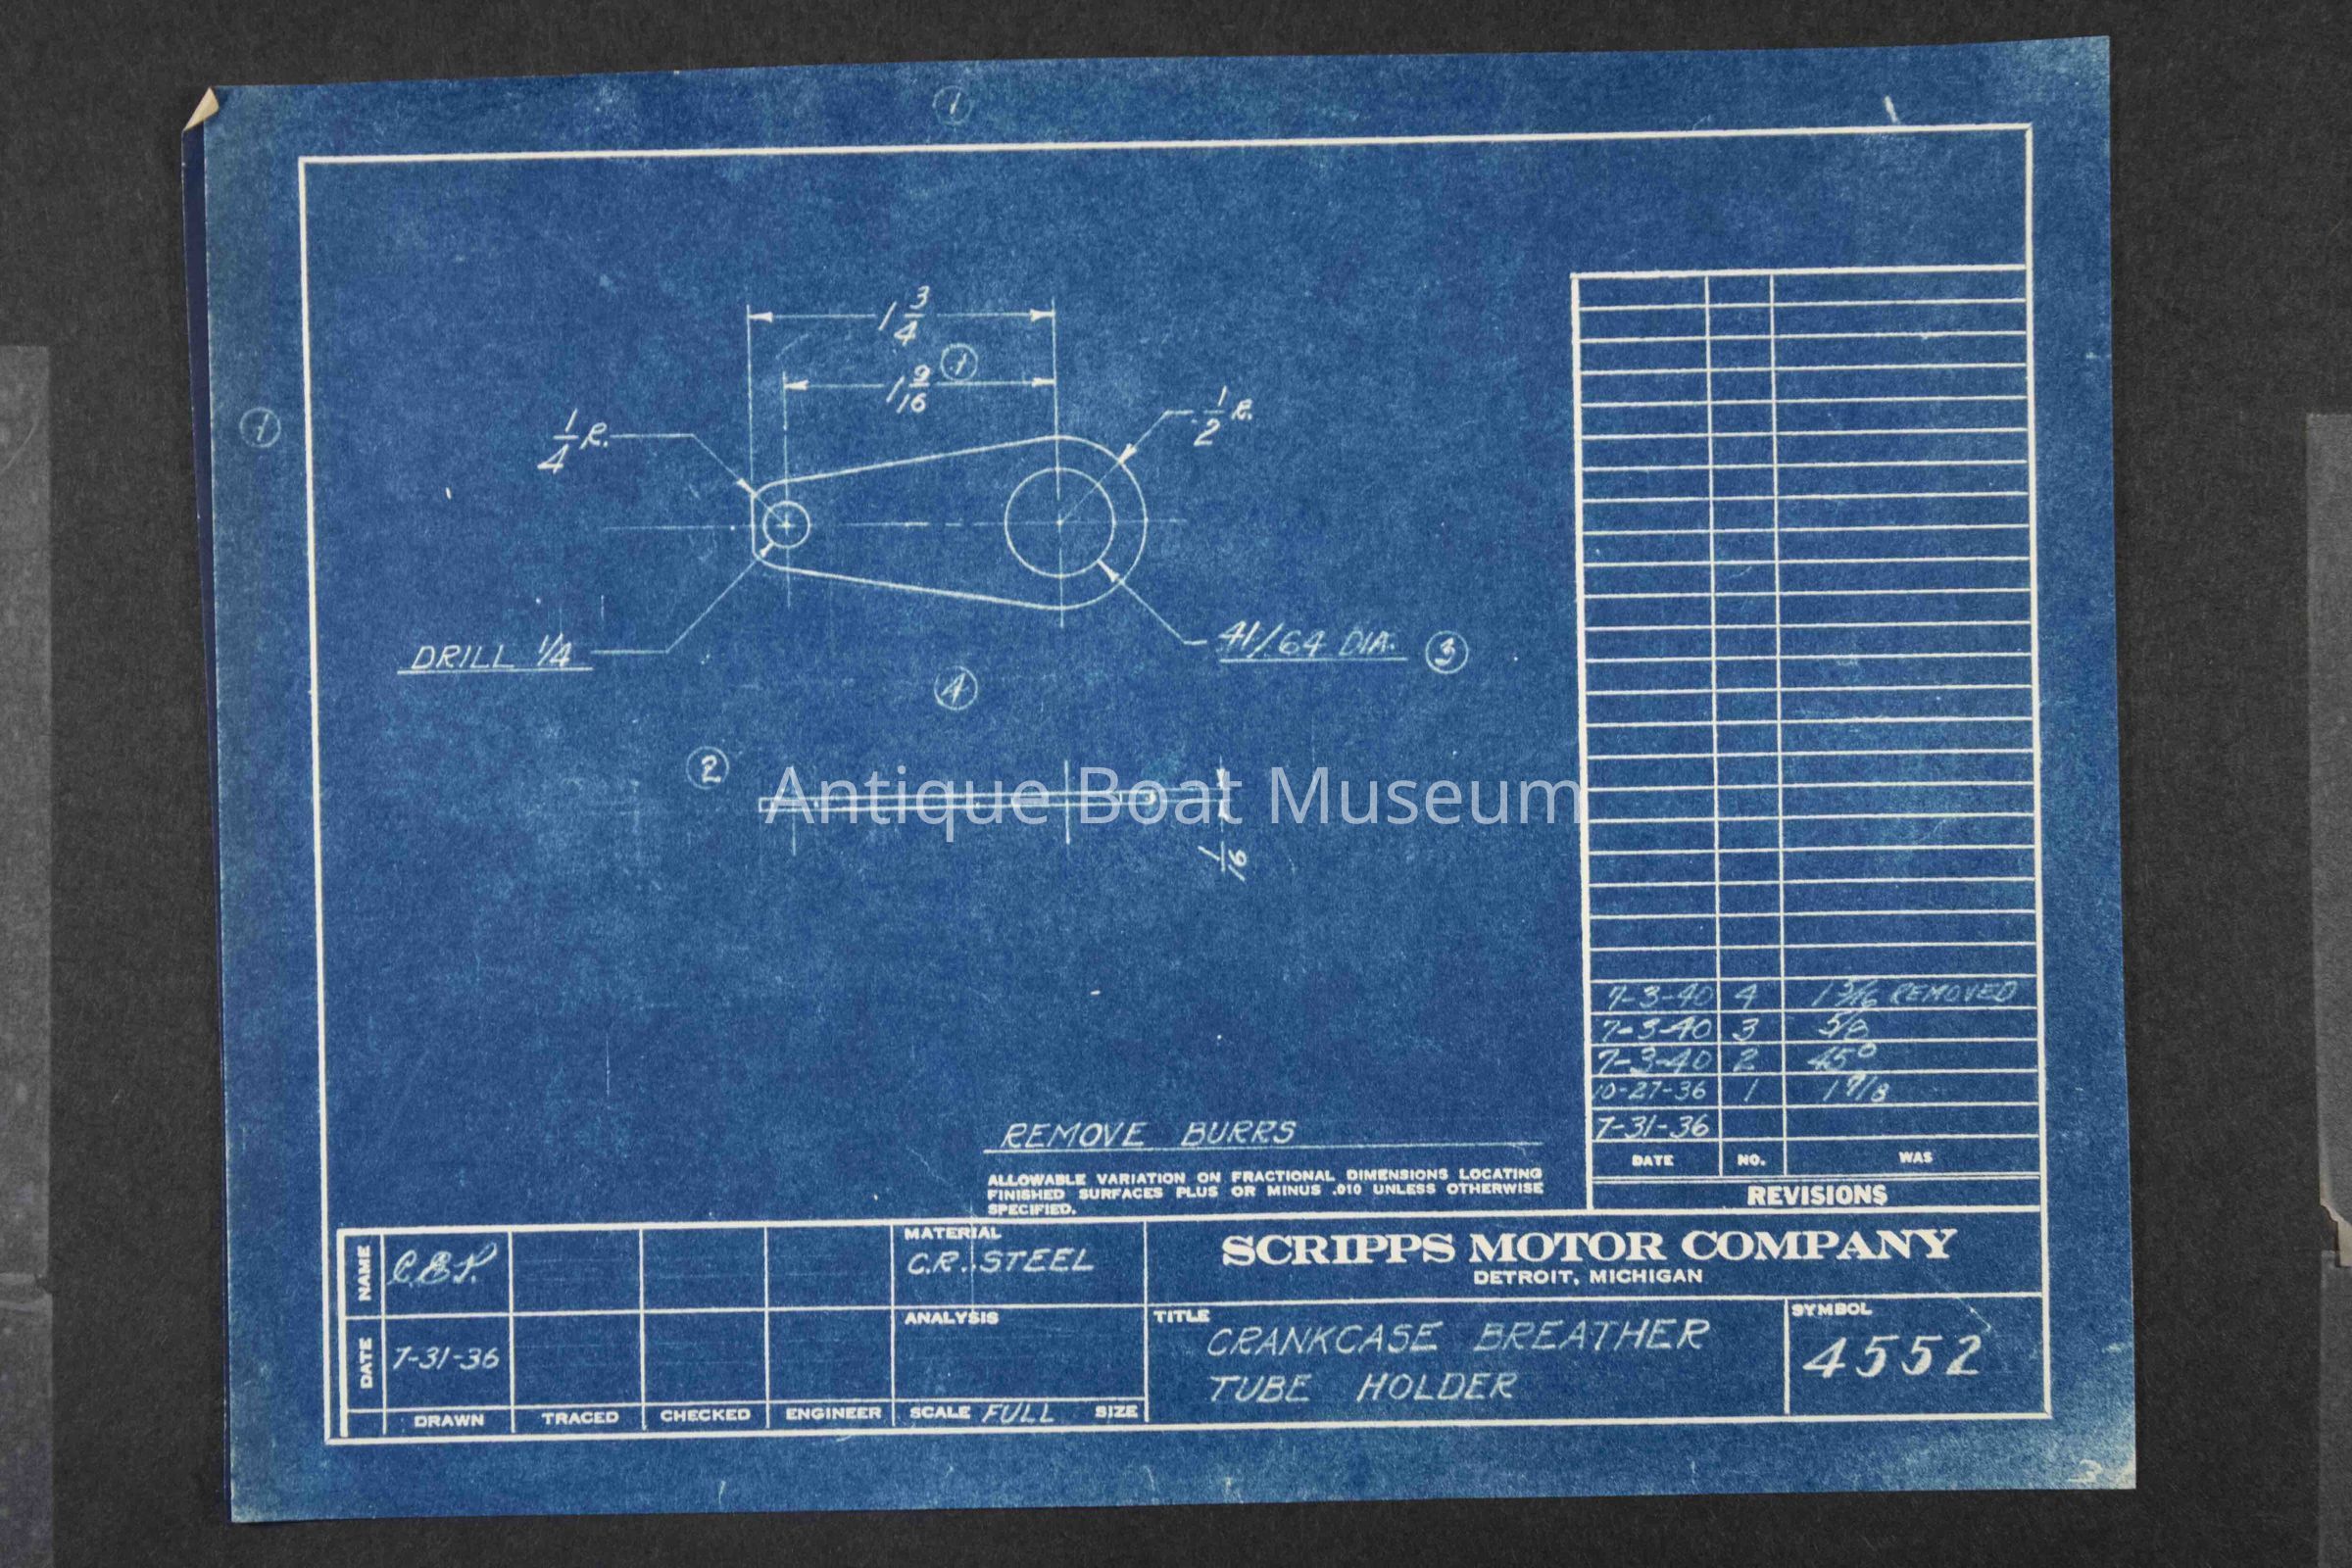 1
1 3/4
1 9/16 1
1/4 R.
1/2 R.
1
DRILL 1/4
41/64 DIA. 3
4
2
Antique Boat Museum
1/16
7-3-40 4 1 5/16 REMOVED
7-3-40 3 5/8
7-3-40 2 45°
10-27-36 1 1 7/8
7-31-36
DATE NO. WAS
REVISIONS
REMOVE BURRS
ALLOWABLE VARIATION ON FRACTIONAL DIMENSIONS LOCATING
FINISHED SURFACES PLUS OR MINUS .010 UNLESS OTHERWISE
SPECIFIED.
NAME C.E.P.
DATE 7-31-36
DRAWN TRACED CHECKED ENGINEER
MATERIAL
C.R. STEEL
ANALYSIS
SCALE FULL SIZE
SCRIPPS MOTOR COMPANY
DETROIT, MICHIGAN
TITLE
CRANKCASE BREATHER
TUBE HOLDER
SYMBOL
4552
3